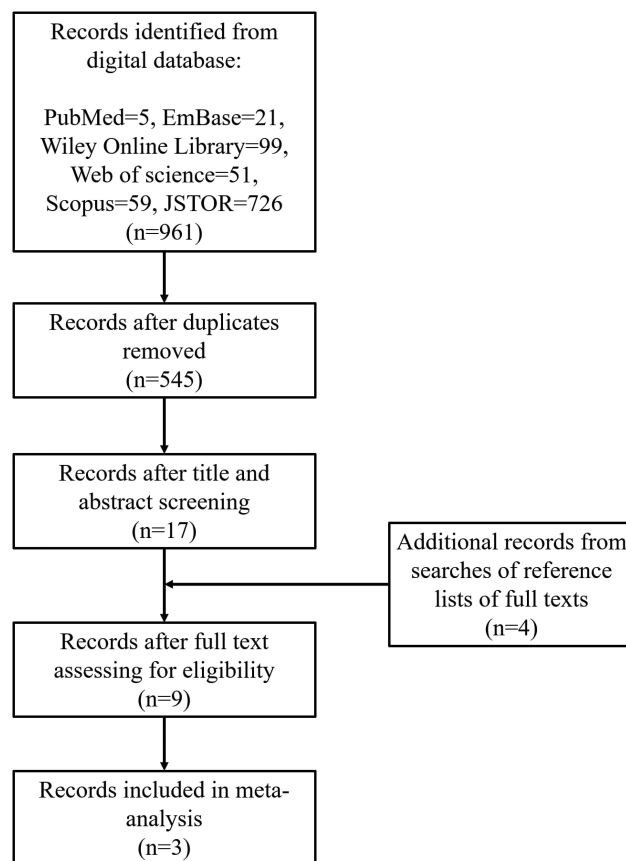 Records identified from
digital database:
PubMed=5, EmBase=21,
Wiley Online Library=99,
Web of science=51,
Scopus=59, JSTOR=726
(n=961)
Records after duplicates
removed
(n=545)
Records after title and
abstract screening
(n=17)
Additional records from
searches of reference
lists of full texts
(n=4)
Records after full text
assessing for eligibility
(n=9)
Records included in meta-
analysis
(n=3)